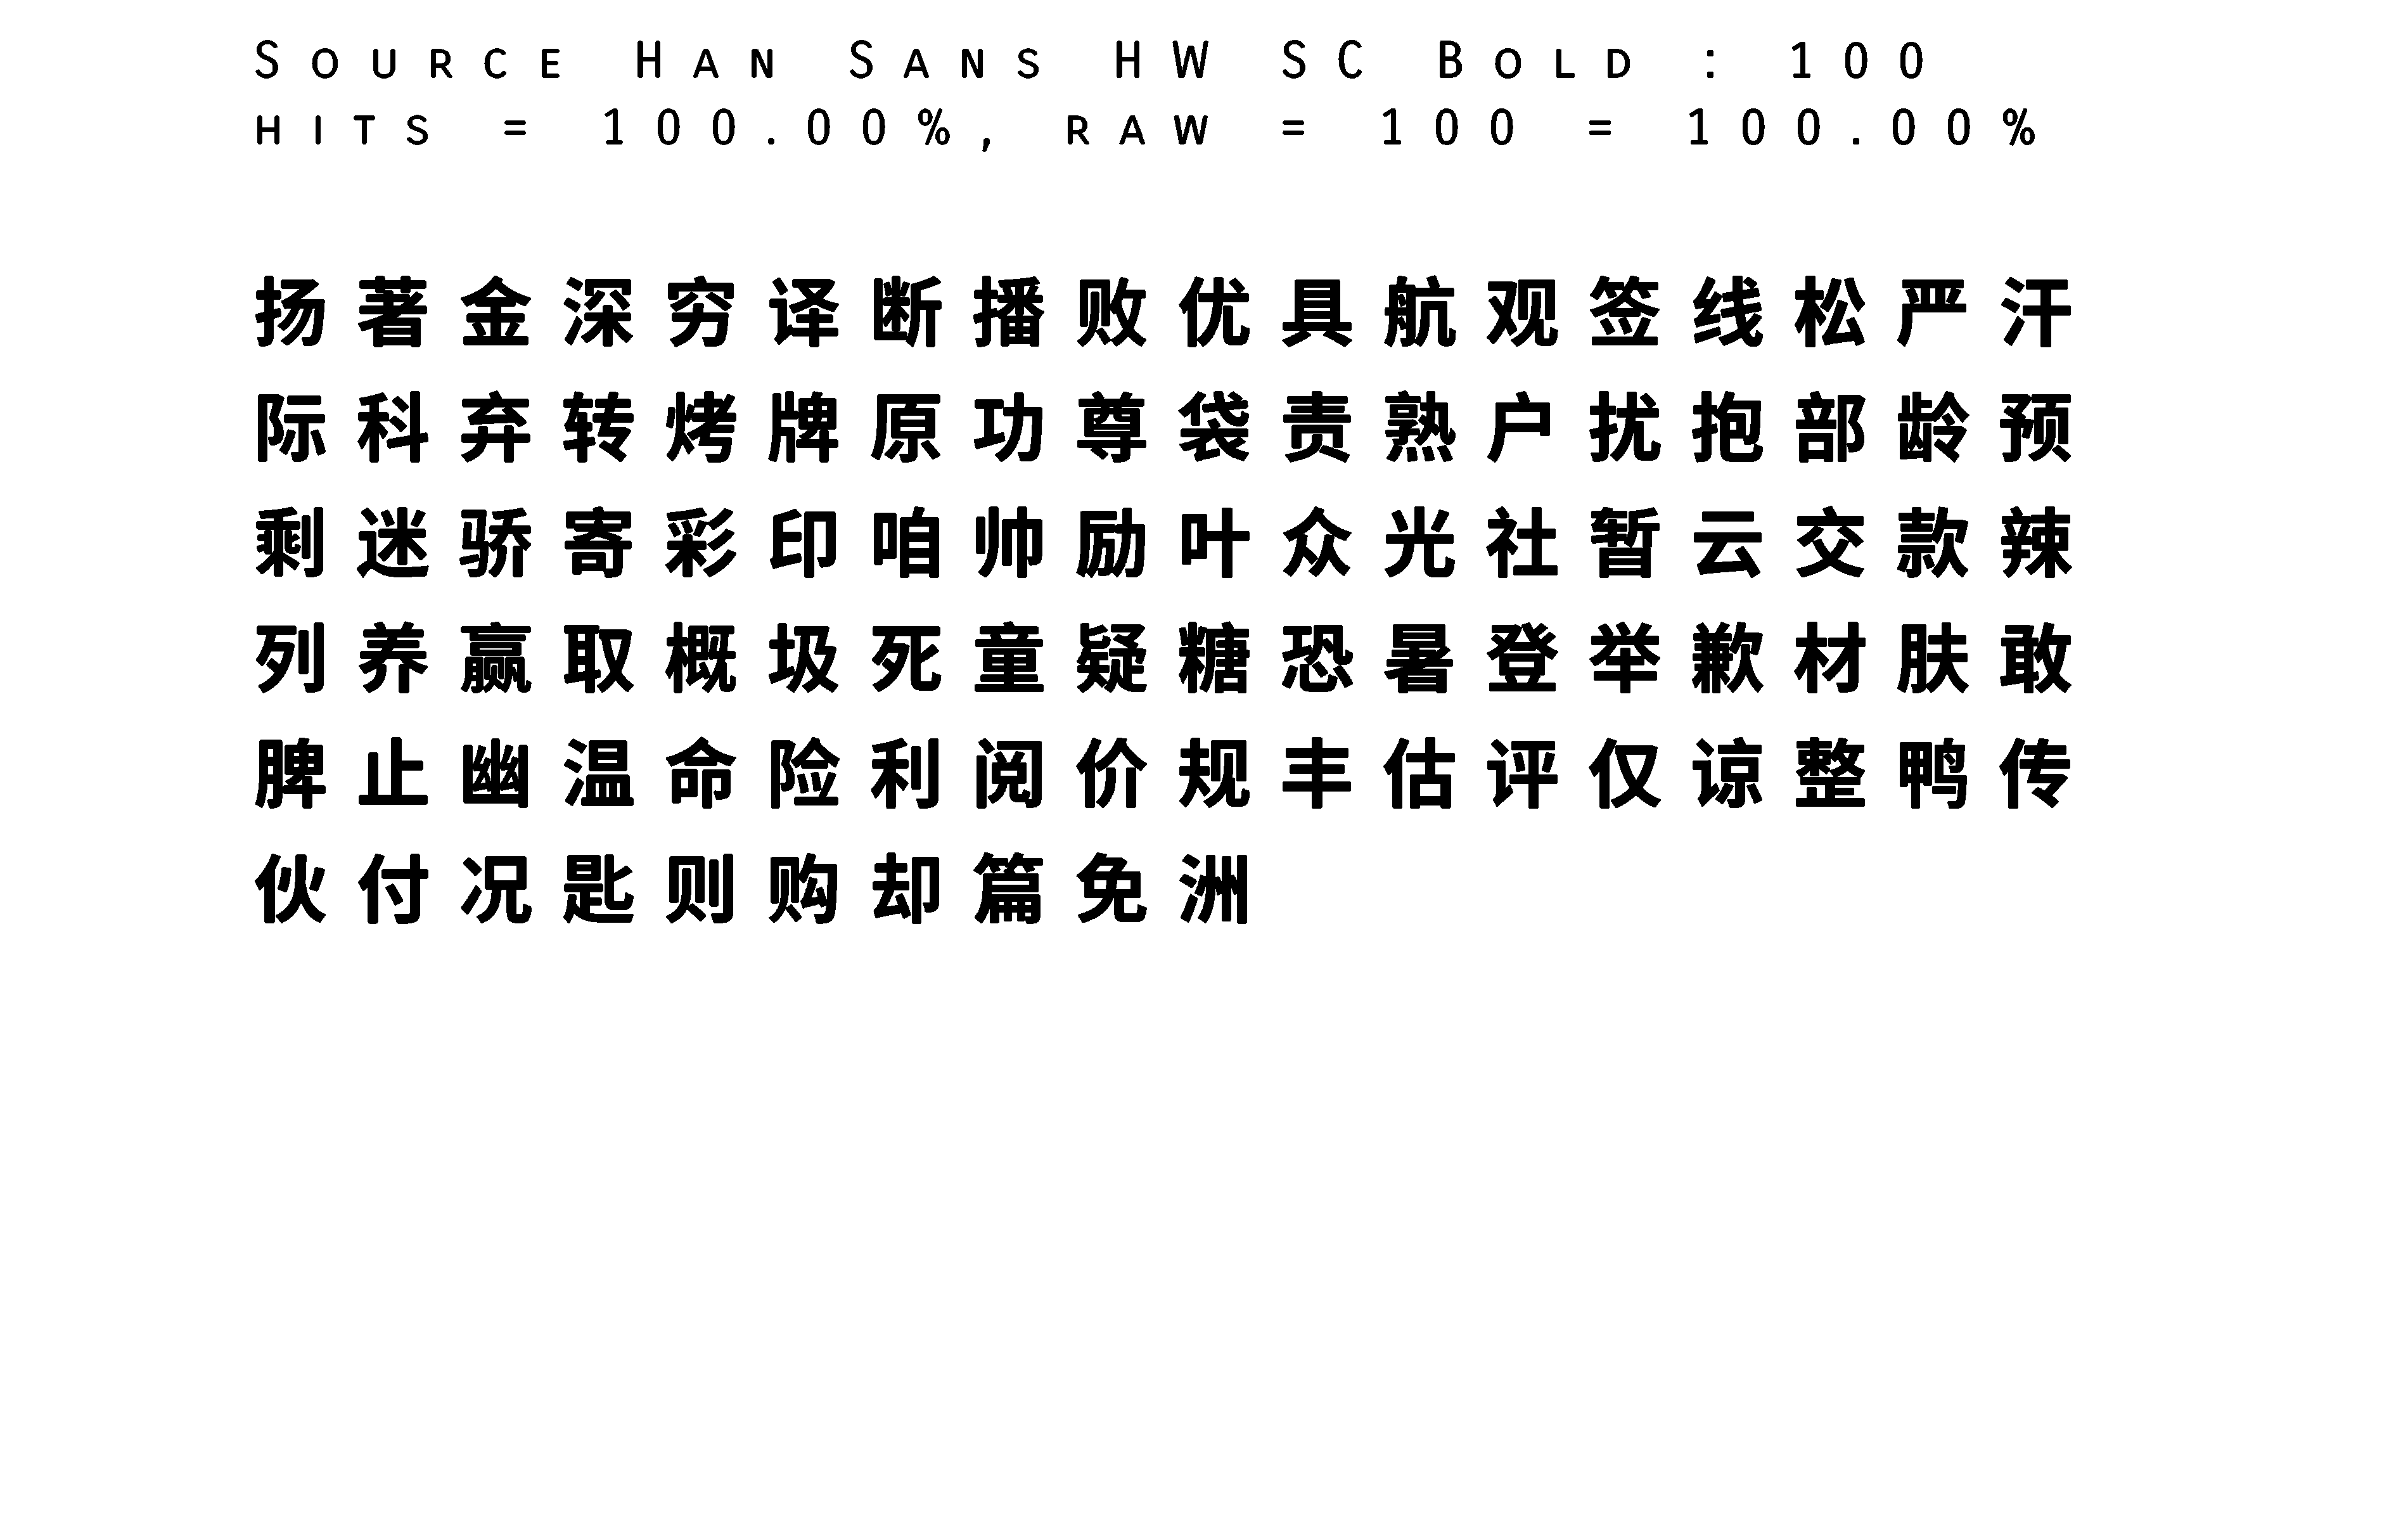 Source Han Sans HW SC Bold : 100
hits = 100.00%, raw = 100 = 100.00%
扬著金深穷译断播败优具航观签线松严汗
际科弃转烤牌原功尊袋责熟户扰抱部龄预
剩迷骄寄彩印咱帅励叶众光社暂云交款辣
列养赢取概圾死童疑糖恐暑登举歉材肤敢
脾止幽温命险利阅价规丰估评仅谅整鸭传
伙付况匙则购却篇免洲